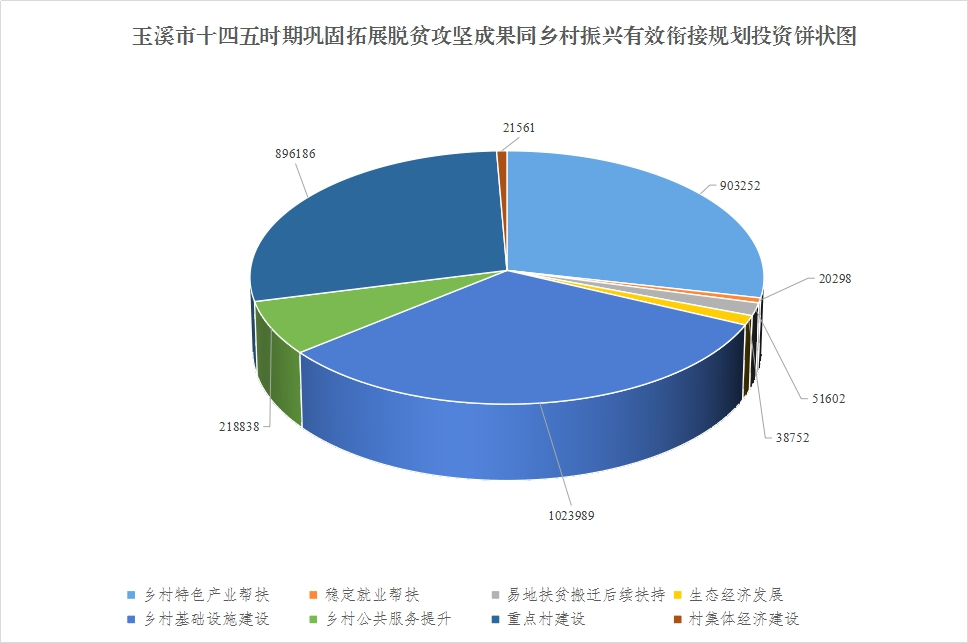 玉溪市十四五时期巩固拓展脱贫攻坚成果同乡村振兴有效衔接规划投资饼状图
21561
896186
903252
20298
51602
218838
38752
1023989
乡村特色产业帮扶 稳定就业帮扶 易地扶贫搬迁后续扶持 生态经济发展
乡村基础设施建设 乡村公共服务提升 重点村建设 村集体经济建设